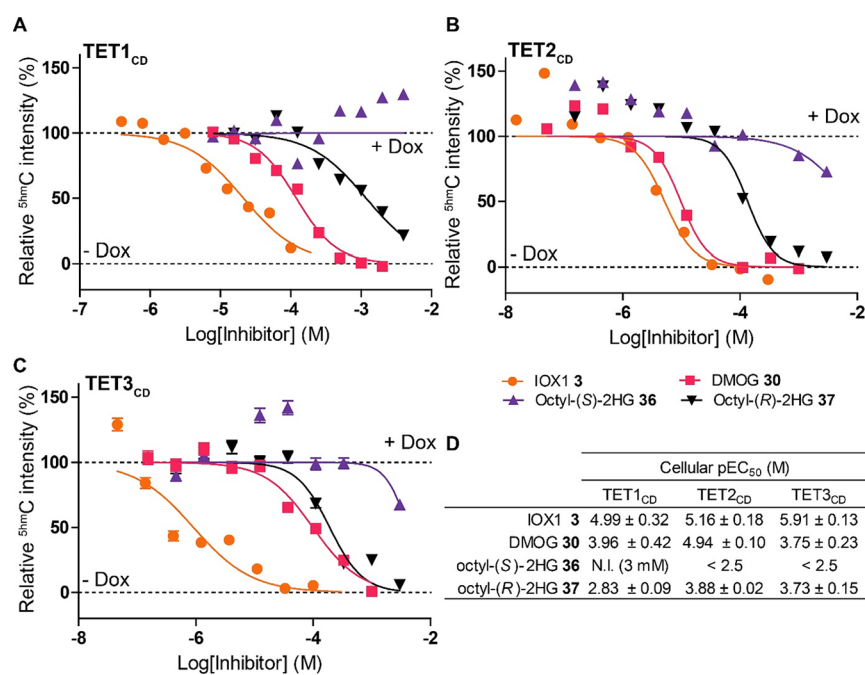 A
TET1CD
150
100
50
0
Relative 5hmC intensity (%)
+ Dox
- Dox
-7 -6 -5 -4 -3 -2
Log[Inhibitor] (M)
B
TET2CD
150
100
50
0
Relative 5hmC intensity (%)
+ Dox
- Dox
-8 -6 -4 -2
Log[Inhibitor] (M)
C
TET3CD
150
100
50
0
Relative 5hmC intensity (%)
+ Dox
- Dox
-8 -6 -4 -2
Log[Inhibitor] (M)
IOX1 3 DMOG 30
Octyl-(S)-2HG 36 Octyl-(R)-2HG 37
D
Cellular pEC50 (M)
TET1CD TET2CD TET3CD
IOX1 3 4.99 ± 0.32 5.16 ± 0.18 5.91 ± 0.13
DMOG 30 3.96 ± 0.42 4.94 ± 0.10 3.75 ± 0.23
octyl-(S)-2HG 36 N.I. (3 mM) < 2.5 < 2.5
octyl-(R)-2HG 37 2.83 ± 0.09 3.88 ± 0.02 3.73 ± 0.15